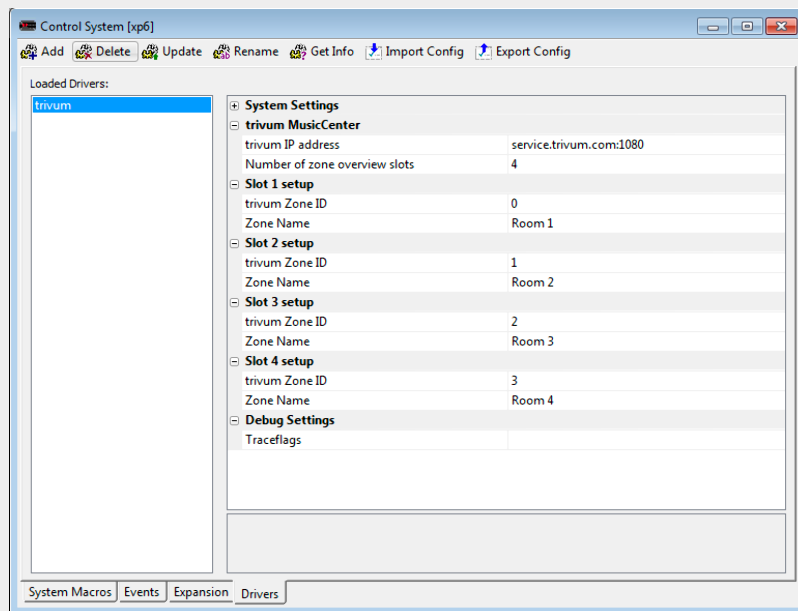 Control System [xp6]
Add Delete Update Rename Get Info Import Config Export Config
Loaded Drivers:
trivum
System Settings
trivum MusicCenter
trivum IP address service.trivum.com:1080
Number of zone overview slots 4
Slot 1 setup
trivum Zone ID 0
Zone Name Room 1
Slot 2 setup
trivum Zone ID 1
Zone Name Room 2
Slot 3 setup
trivum Zone ID 2
Zone Name Room 3
Slot 4 setup
trivum Zone ID 3
Zone Name Room 4
Debug Settings
Traceflags
System Macros Events Expansion Drivers